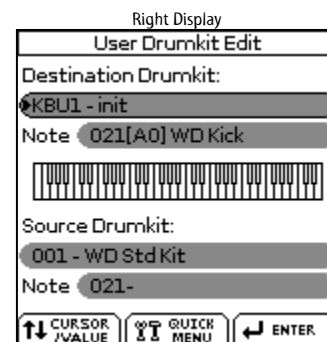 Right Display
User Drumkit Edit
Destination Drumkit:
KBU1 - init
Note 021[A0] WD Kick
Source Drumkit:
001 - WD Std Kit
Note 021-
CURSOR /VALUE QUICK MENU ENTER